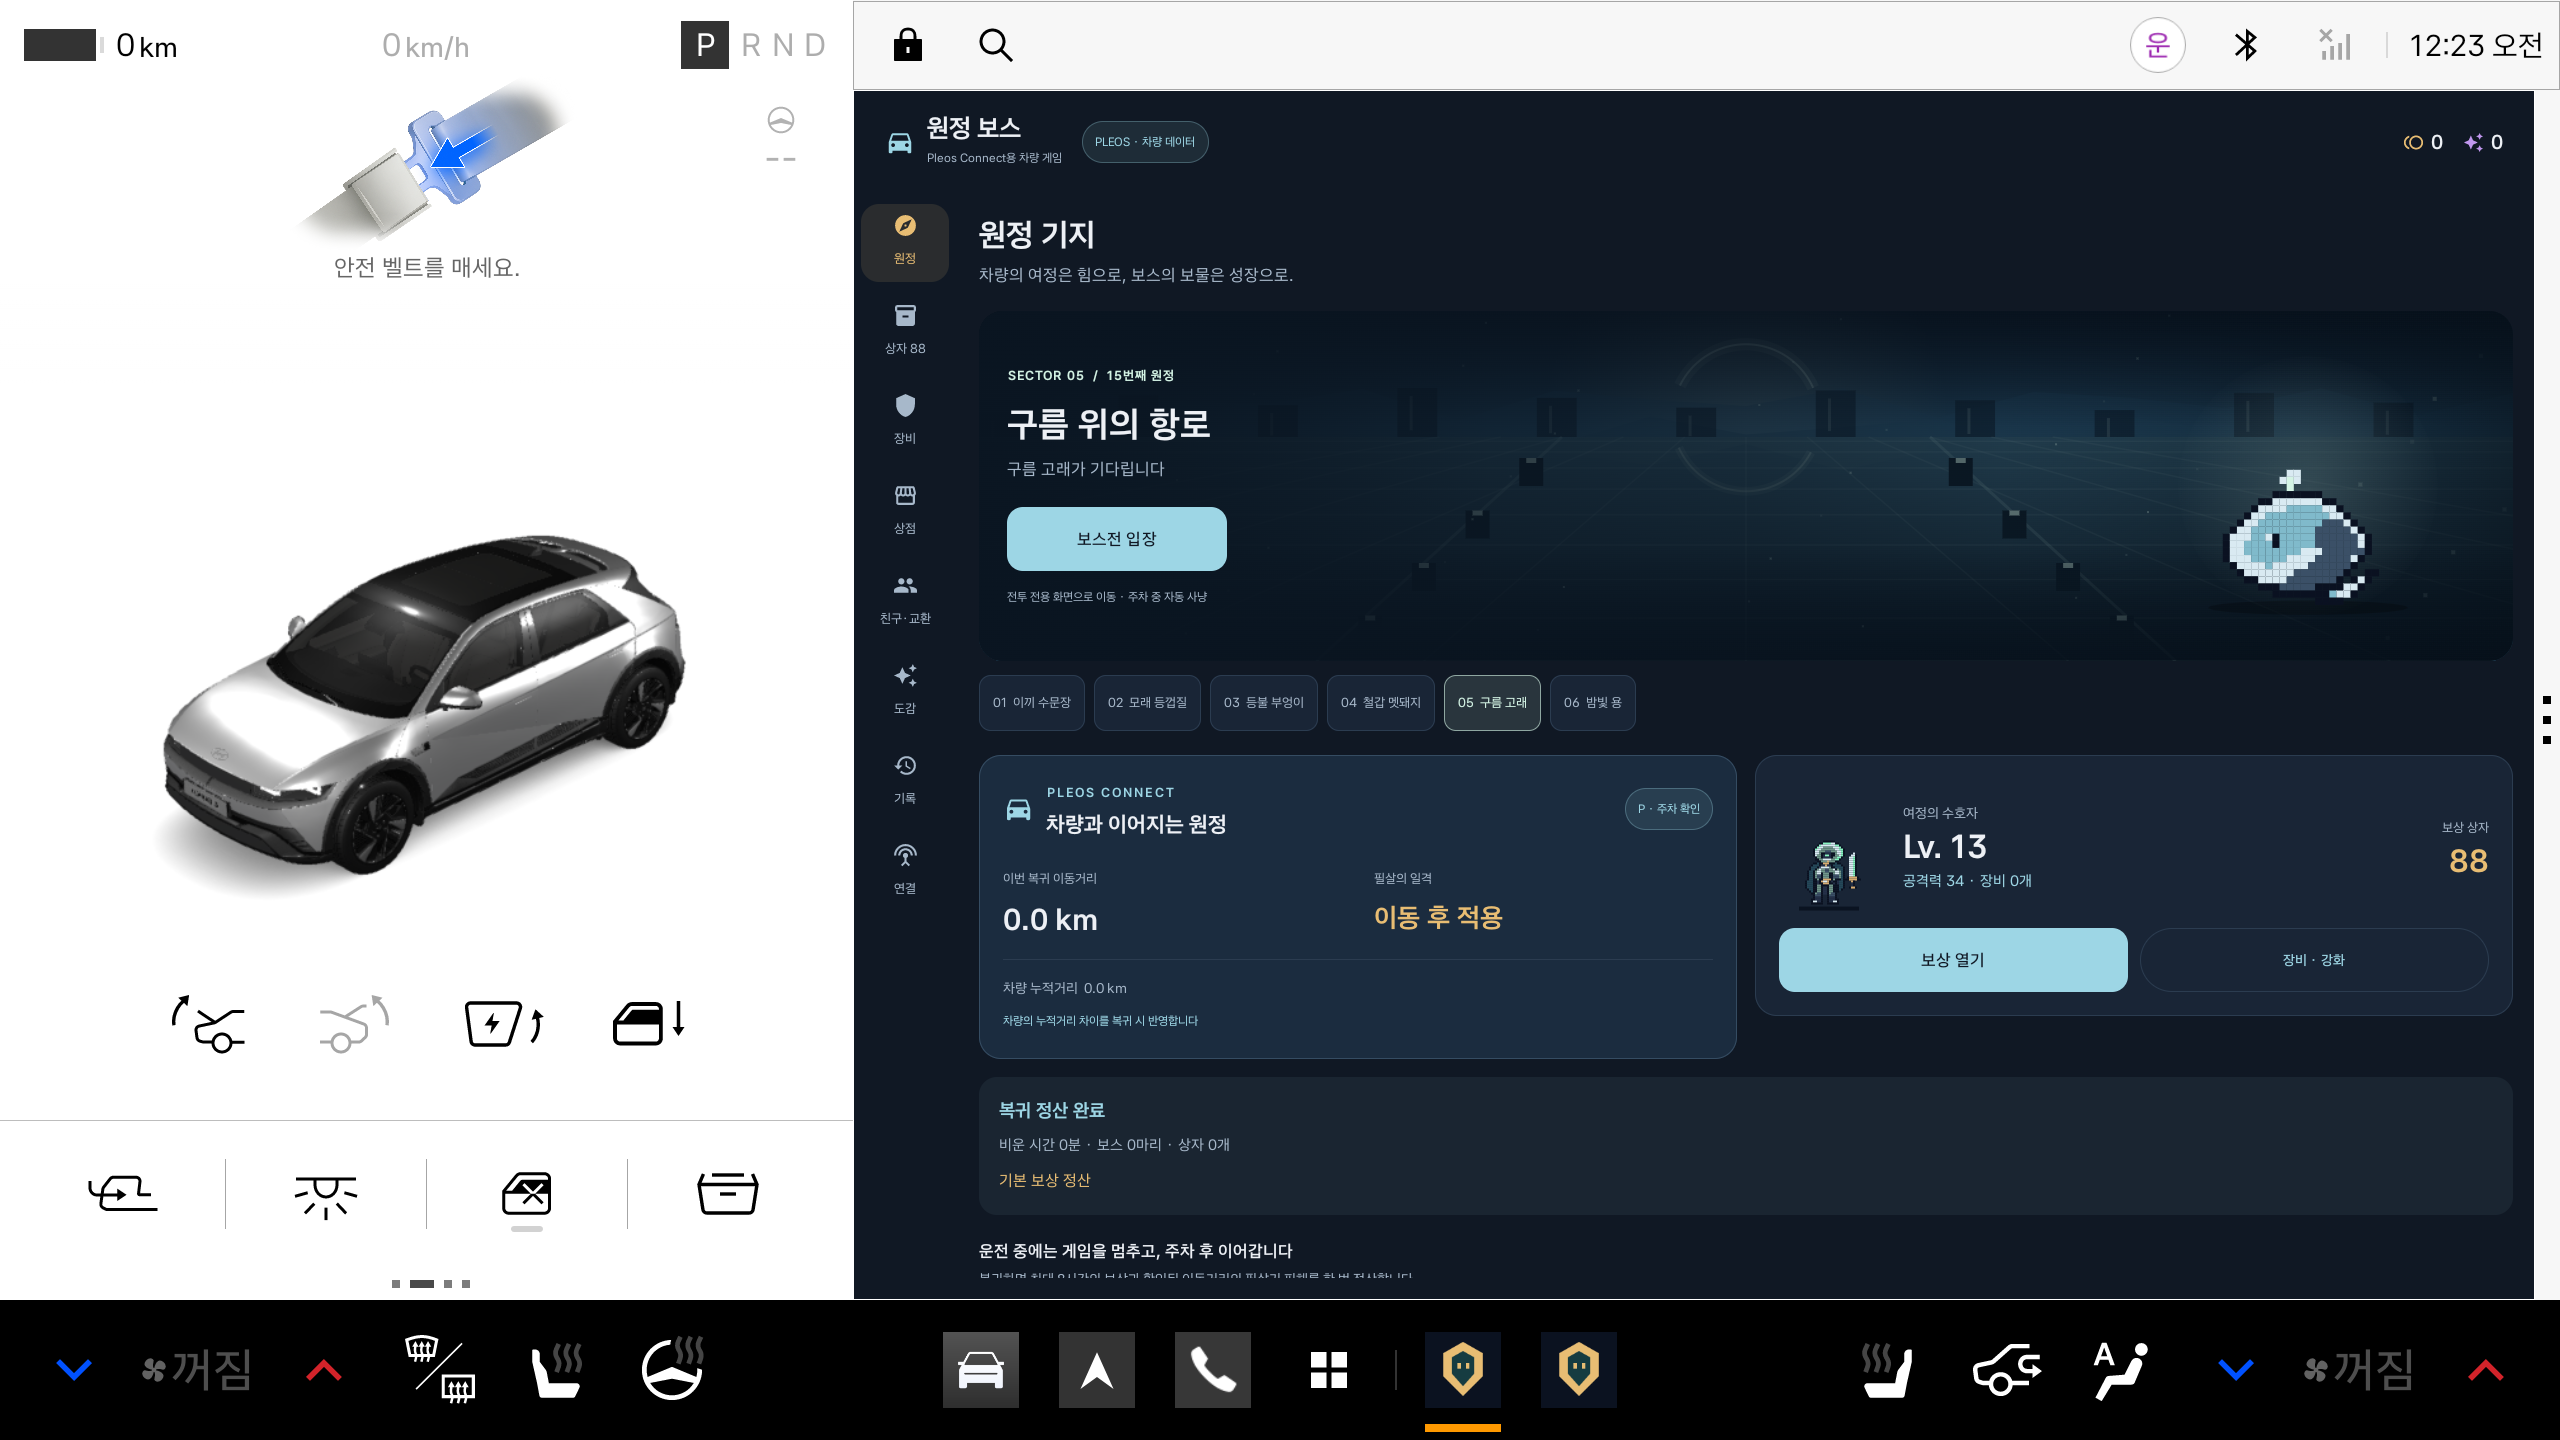 0 km
0 km/h
P R N D
안전 벨트를 매세요.
운
12:23 오전
원정 보스
Pleos Connect용 차량 게임
PLEOS · 차량 데이터
0
0
원정
상자 88
장비
상점
친구·교환
도감
기록
연결
원정 기지
차량의 여정은 힘으로, 보스의 보물은 성장으로.
SECTOR 05 / 15번째 원정
구름 위의 항로
구름 고래가 기다립니다
보스전 입장
전투 전용 화면으로 이동 · 주차 중 자동 사냥
01 이끼 수문장
02 모래 등껍질
03 등불 부엉이
04 철갑 멧돼지
05 구름 고래
06 밤빛 용
PLEOS CONNECT
차량과 이어지는 원정
P · 주차 확인
이번 복귀 이동거리
0.0 km
필살의 일격
이동 후 적용
차량 누적거리 0.0 km
차량의 누적거리 차이를 복귀 시 반영합니다
여정의 수호자
Lv. 13
공격력 34 · 장비 0개
보상 상자
88
보상 열기
장비 · 강화
복귀 정산 완료
비운 시간 0분 · 보스 0마리 · 상자 0개
기본 보상 정산
운전 중에는 게임을 멈추고, 주차 후 이어갑니다
꺼짐
A
꺼짐